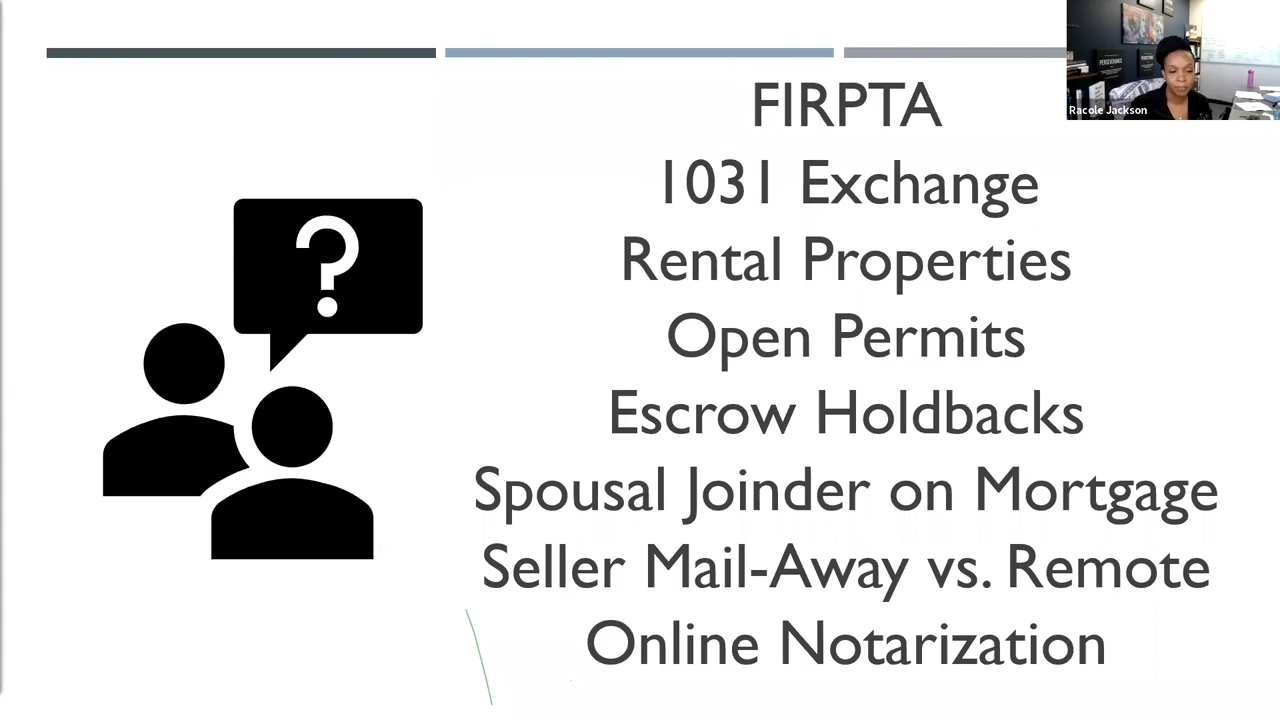 FIRPTA
1031 Exchange
Rental Properties
Open Permits
Escrow Holdbacks
Spousal Joinder on Mortgage
Seller Mail-Away vs. Remote
Online Notarization
?
PERSEVERANCE
Racole Jackson